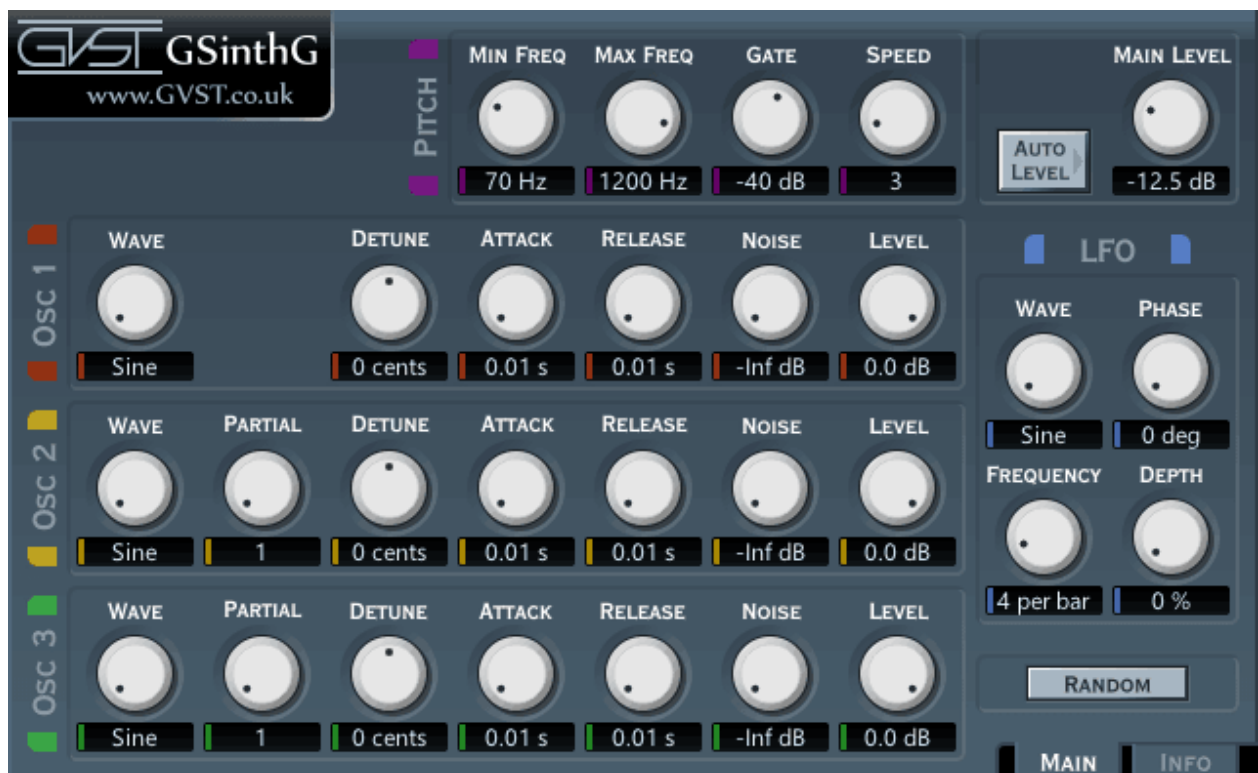 GVST GSinthG
www.GVST.co.uk
PITCH
MIN FREQ MAX FREQ GATE SPEED
70 Hz 1200 Hz -40 dB 3
MAIN LEVEL
AUTO
LEVEL
-12.5 dB
OSC 1
WAVE DETUNE ATTACK RELEASE NOISE LEVEL
Sine 0 cents 0.01 s 0.01 s -Inf dB 0.0 dB
OSC 2
WAVE PARTIAL DETUNE ATTACK RELEASE NOISE LEVEL
Sine 1 0 cents 0.01 s 0.01 s -Inf dB 0.0 dB
OSC 3
WAVE PARTIAL DETUNE ATTACK RELEASE NOISE LEVEL
Sine 1 0 cents 0.01 s 0.01 s -Inf dB 0.0 dB
LFO
WAVE PHASE
Sine 0 deg
FREQUENCY DEPTH
4 per bar 0 %
RANDOM
MAIN INFO